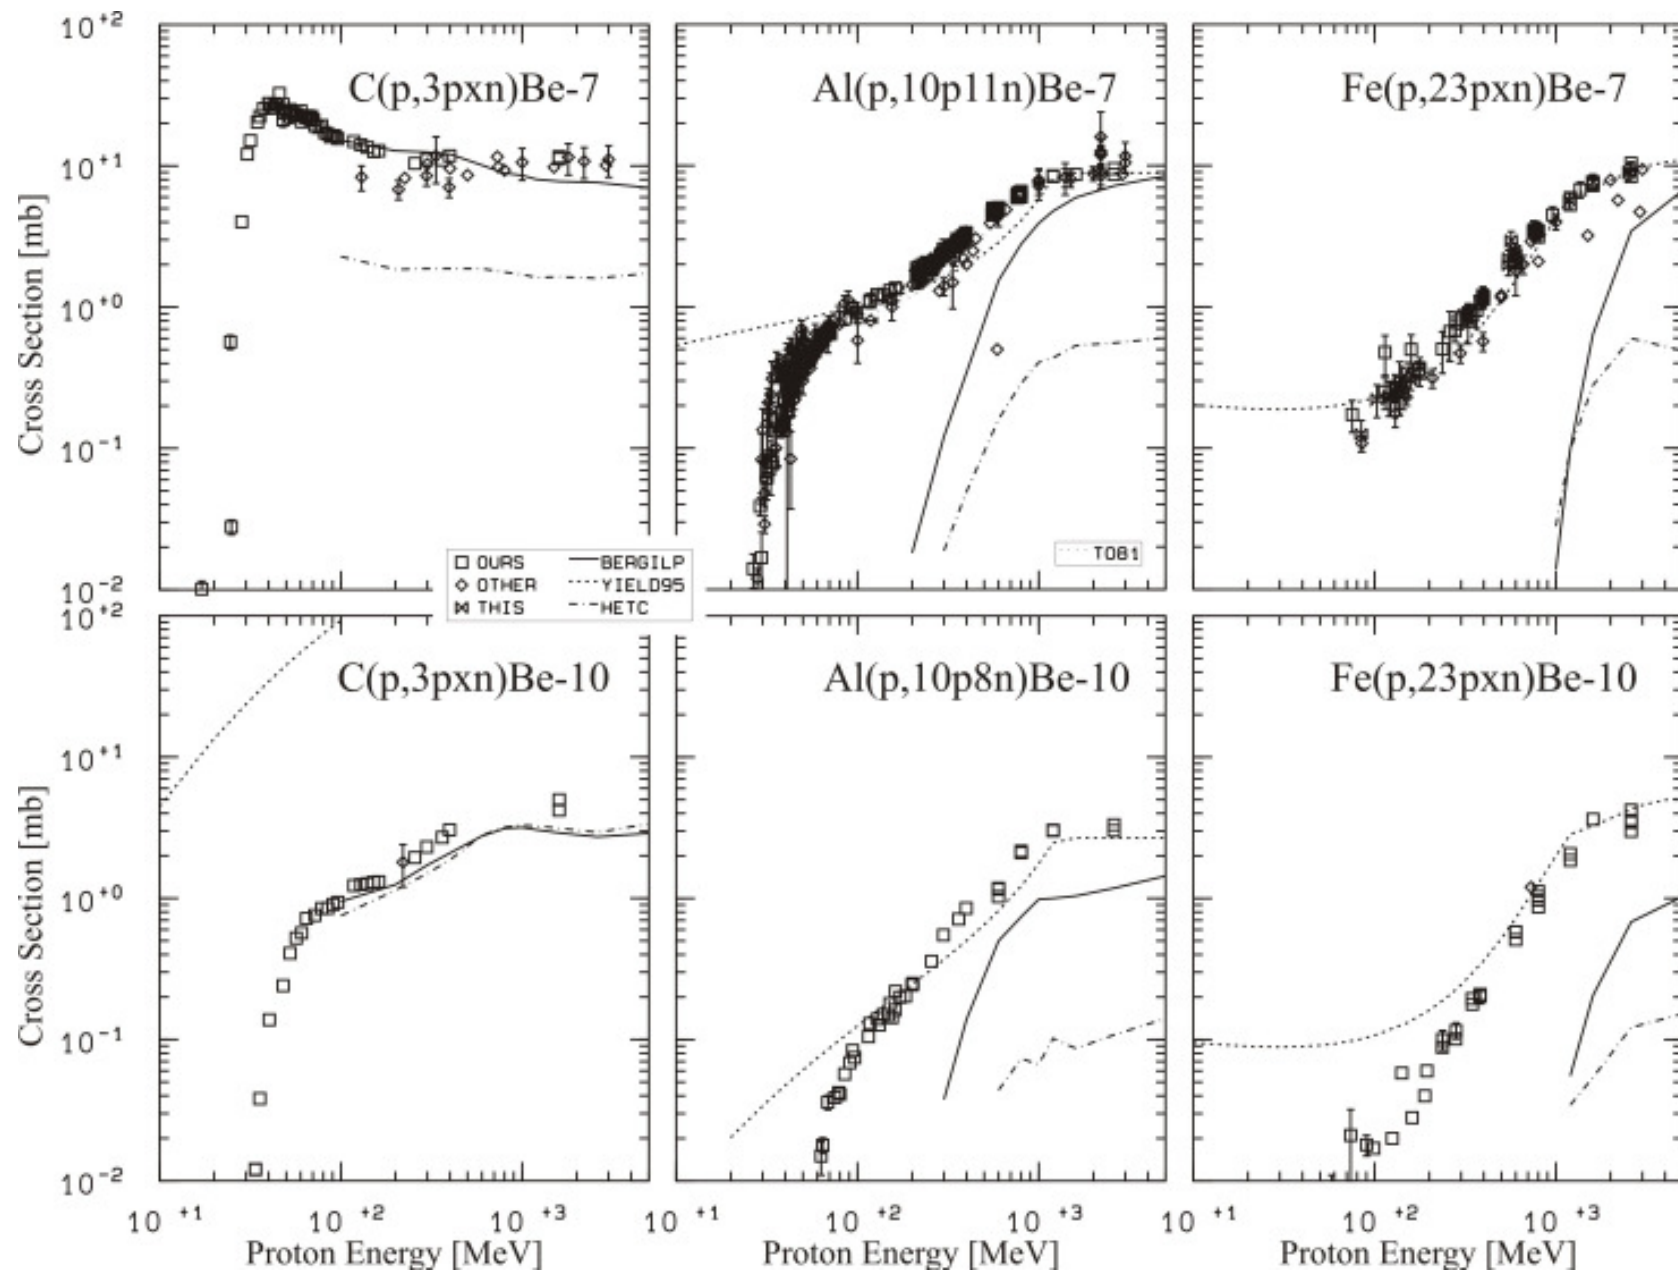 C(p,3pxn)Be-7
Al(p,10p11n)Be-7
Fe(p,23pxn)Be-7
10 +2
10 +1
10 +0
10 -1
10 -2
Cross Section [mb]
OURS
OTHER
THIS
BERGILP
YIELD95
HETC
TOB1
C(p,3pxn)Be-10
Al(p,10p8n)Be-10
Fe(p,23pxn)Be-10
10 +2
10 +1
10 +0
10 -1
10 -2
Cross Section [mb]
10 +1 10 +2 10 +3
10 +1 10 +2 10 +3
10 +1 10 +2 10 +3
Proton Energy [MeV]
Proton Energy [MeV]
Proton Energy [MeV]